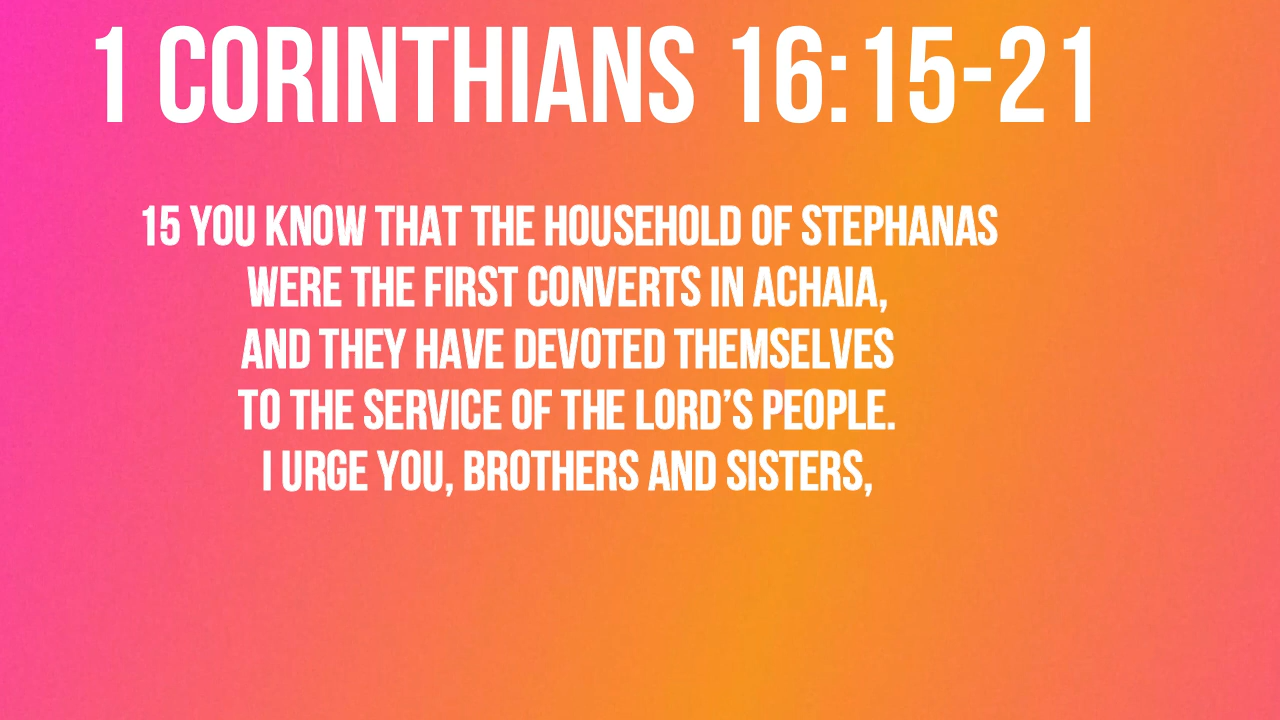 1 CORINTHIANS 16:15-21
15 YOU KNOW THAT THE HOUSEHOLD OF STEPHANAS
WERE THE FIRST CONVERTS IN ACHAIA,
AND THEY HAVE DEVOTED THEMSELVES
TO THE SERVICE OF THE LORD’S PEOPLE.
I URGE YOU, BROTHERS AND SISTERS,